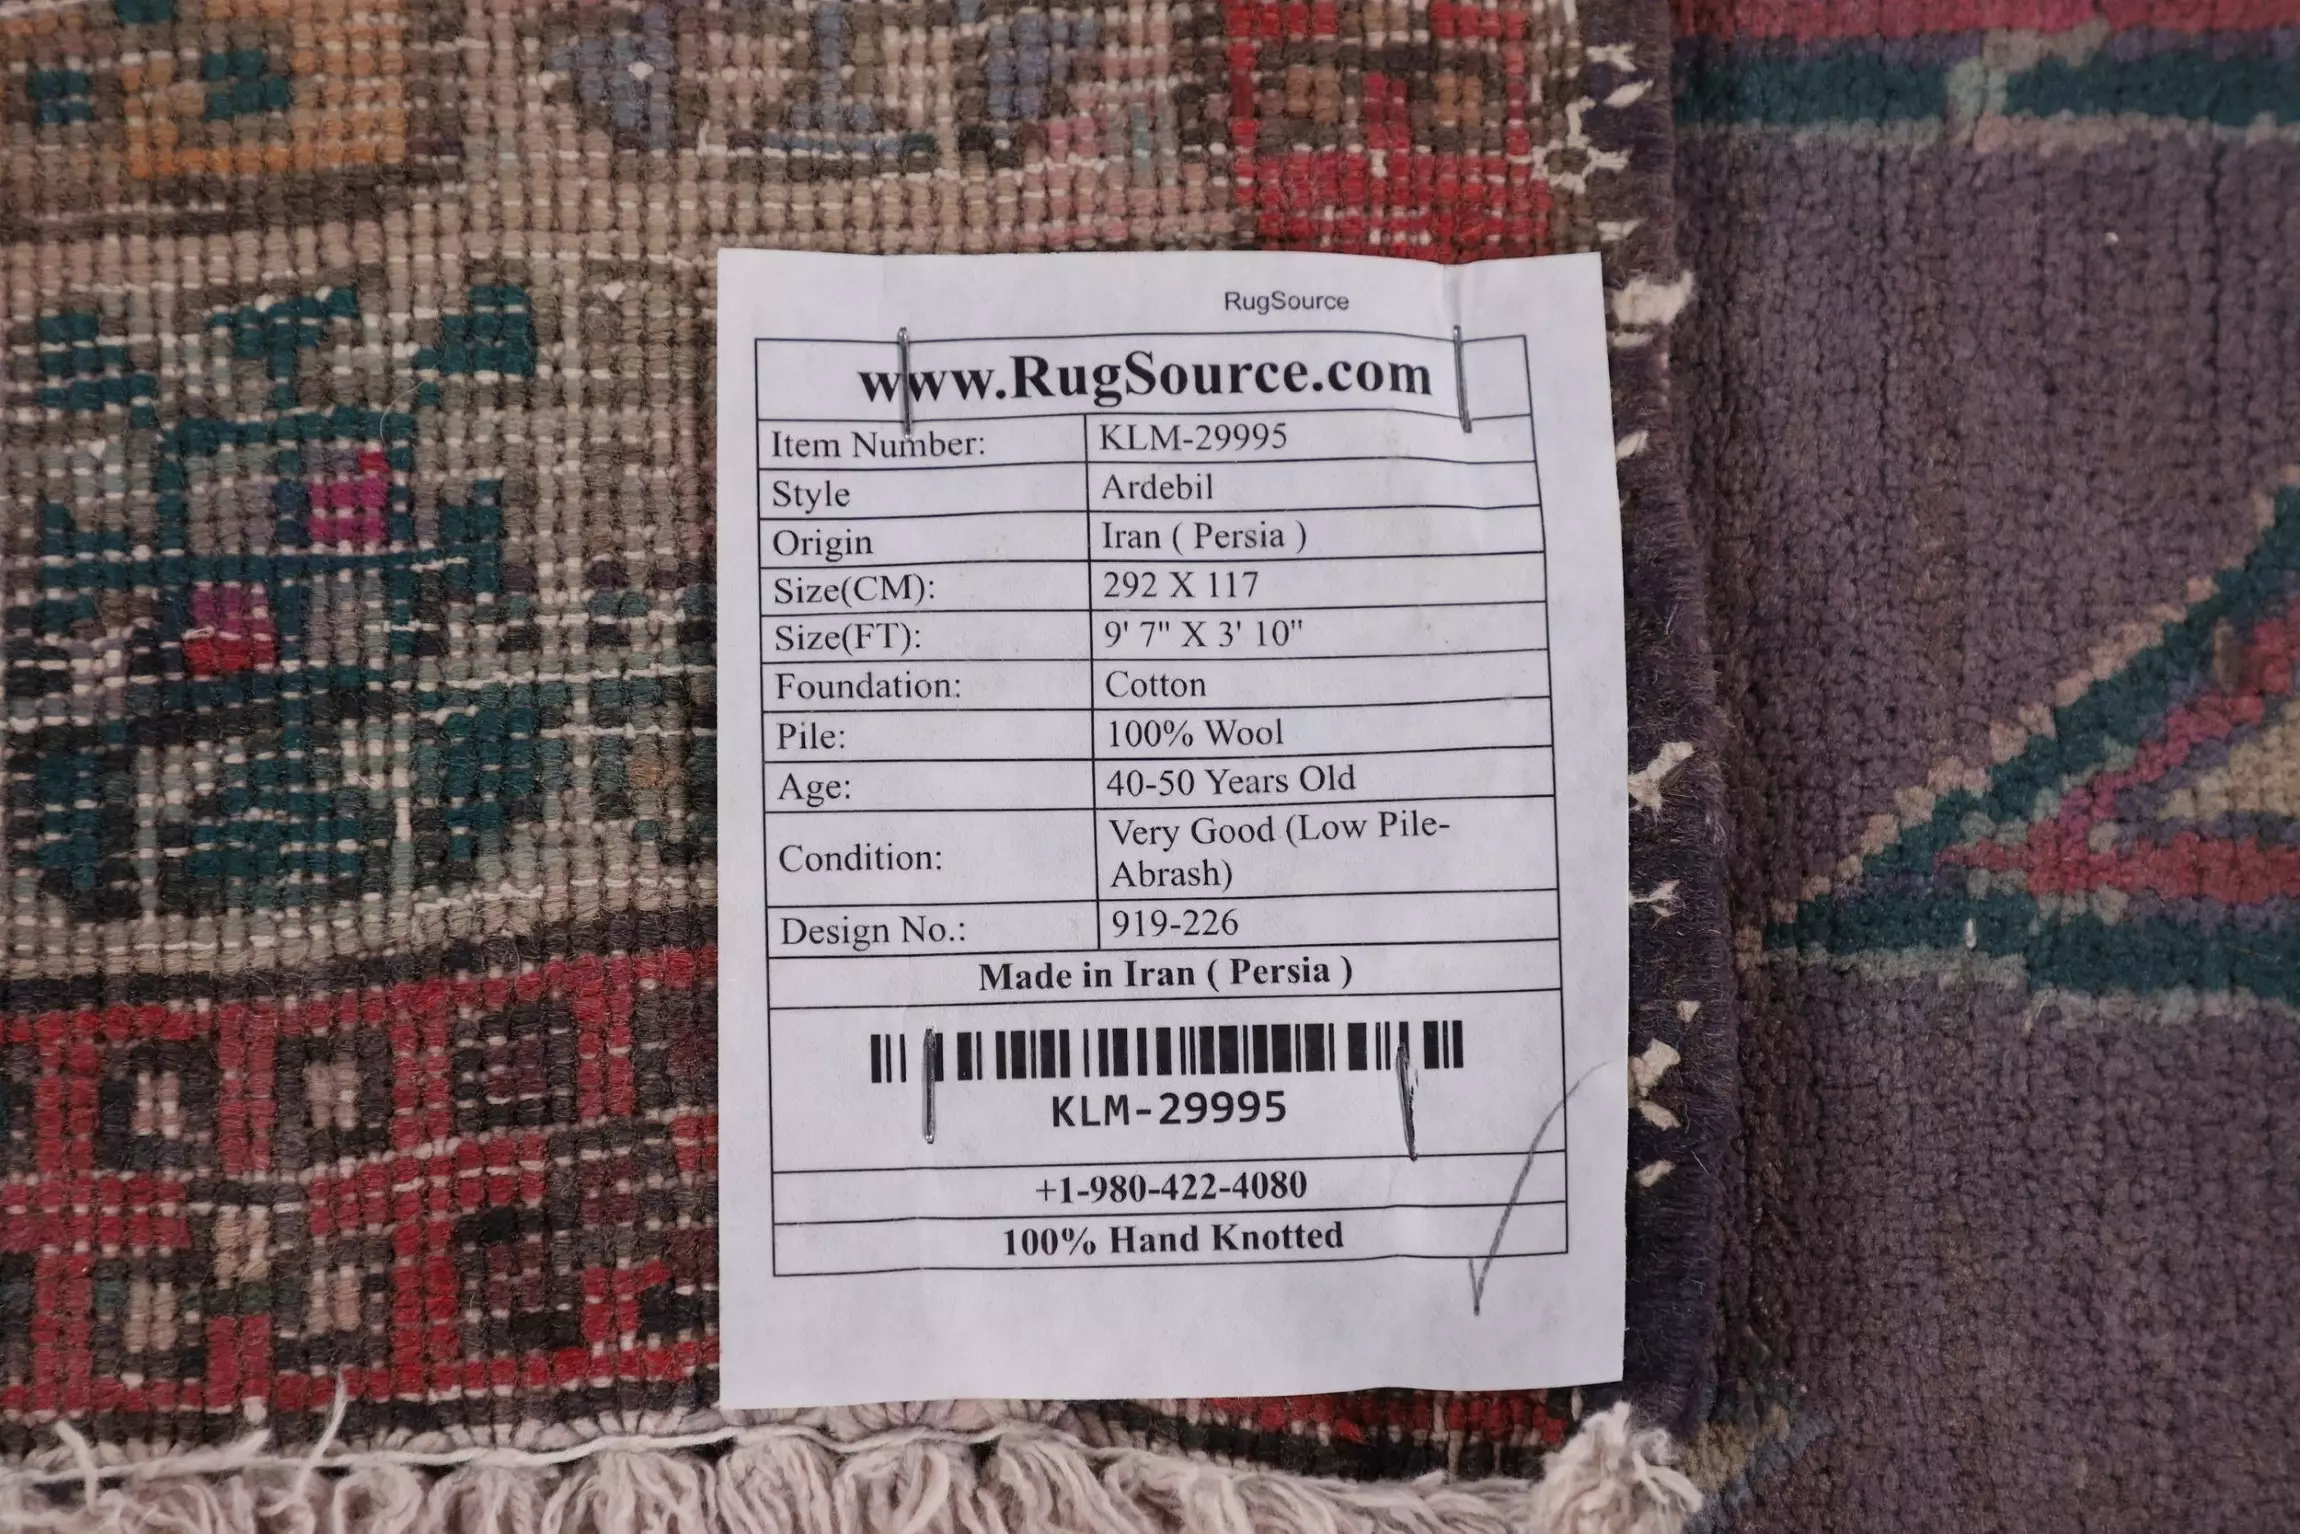 RugSource
www.RugSource.com
Item Number: KLM-29995
Style Ardebil
Origin Iran ( Persia )
Size(CM): 292 X 117
Size(FT): 9' 7" X 3' 10"
Foundation: Cotton
Pile: 100% Wool
Age: 40-50 Years Old
Condition: Very Good (Low Pile-
Abrash)
Design No.: 919-226
Made in Iran ( Persia )
KLM-29995
+1-980-422-4080
100% Hand Knotted